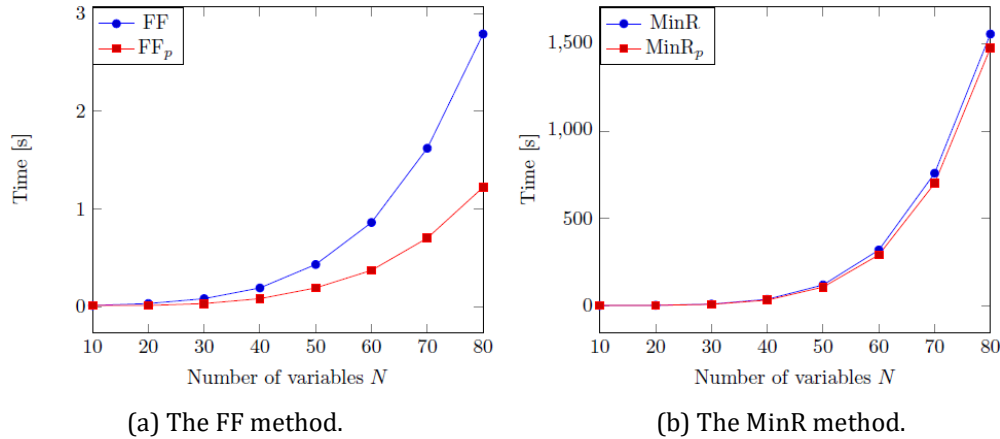 FF
FFp
3
2
1
0
Time [s]
10 20 30 40 50 60 70 80
Number of variables N
(a) The FF method.
MinR
MinRp
1,500
1,000
500
0
Time [s]
10 20 30 40 50 60 70 80
Number of variables N
(b) The MinR method.